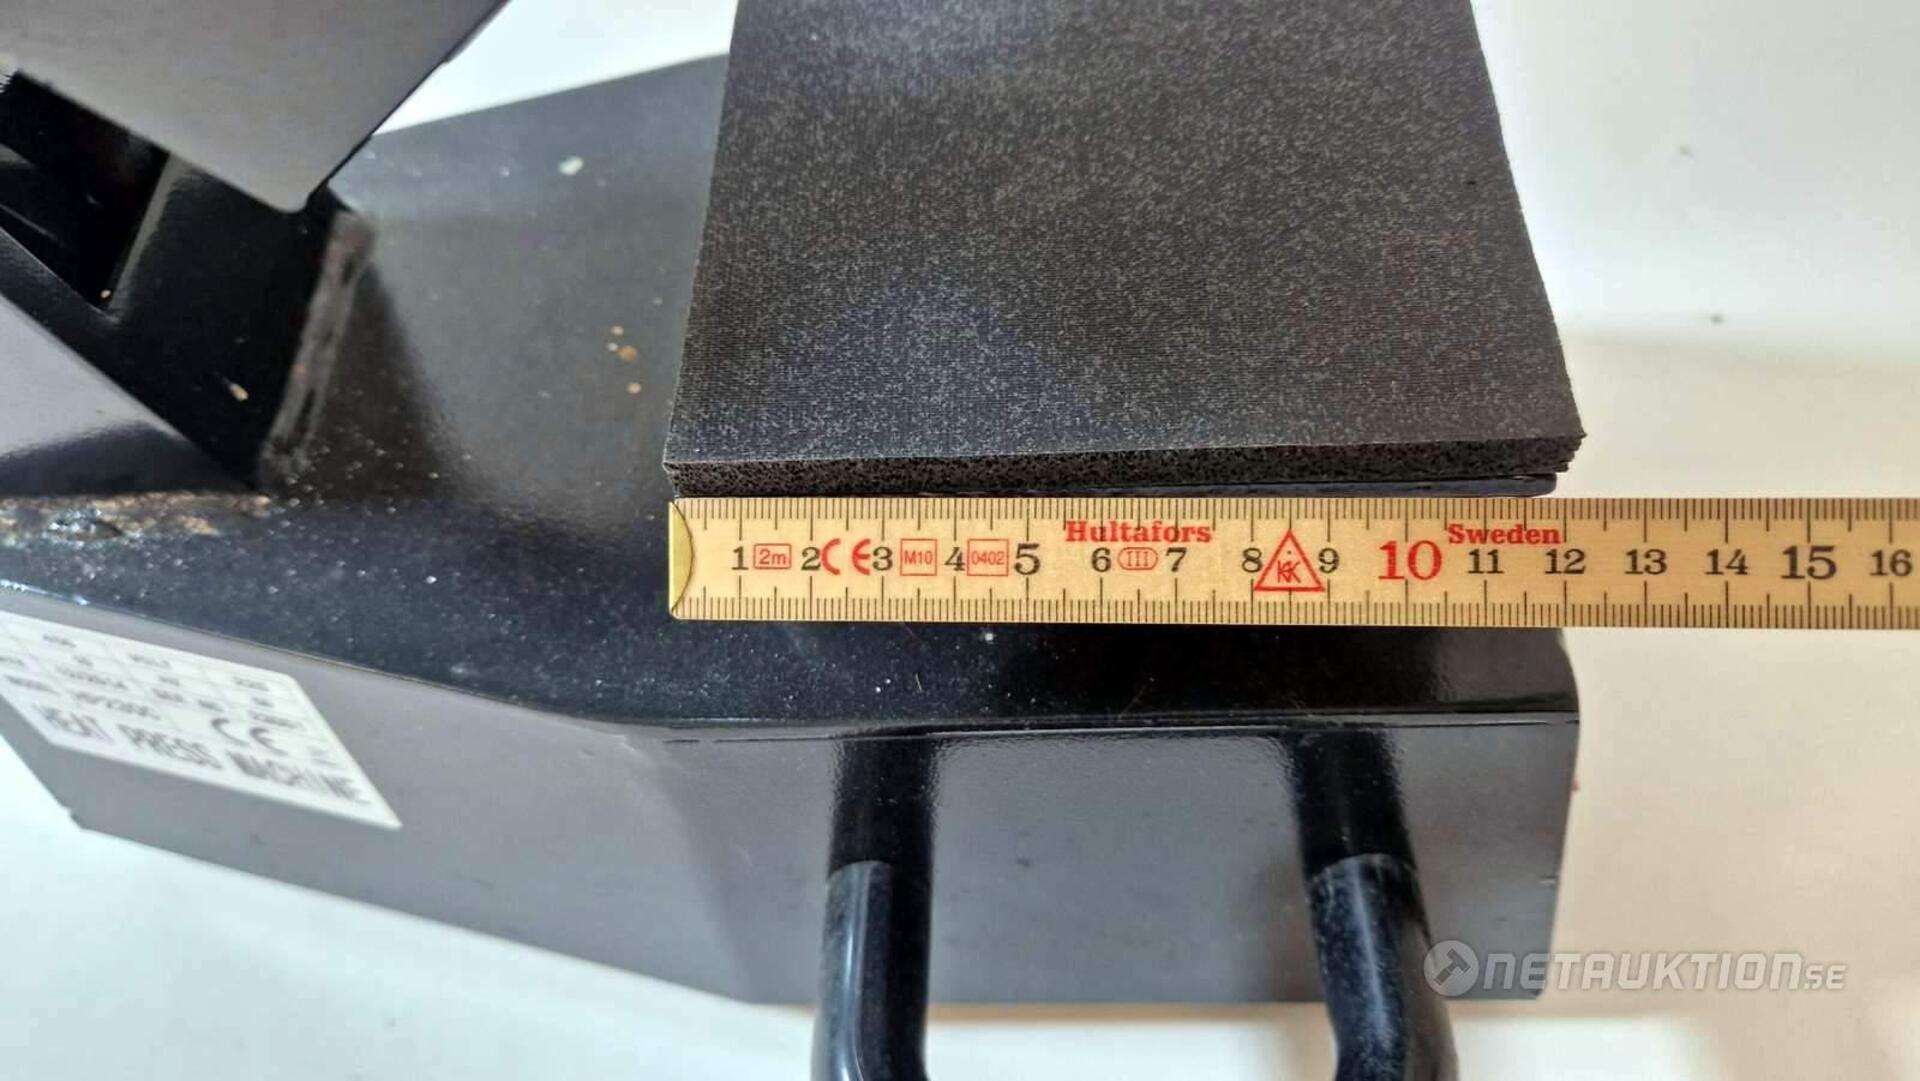 Hultafors Sweden
1 2m 2 CE 3 M10 4 0402 5 6 III 7 8 K 9 10 11 12 13 14 15 16
CE
HEAT PRESS MACHINE
NETAUKTION.SE